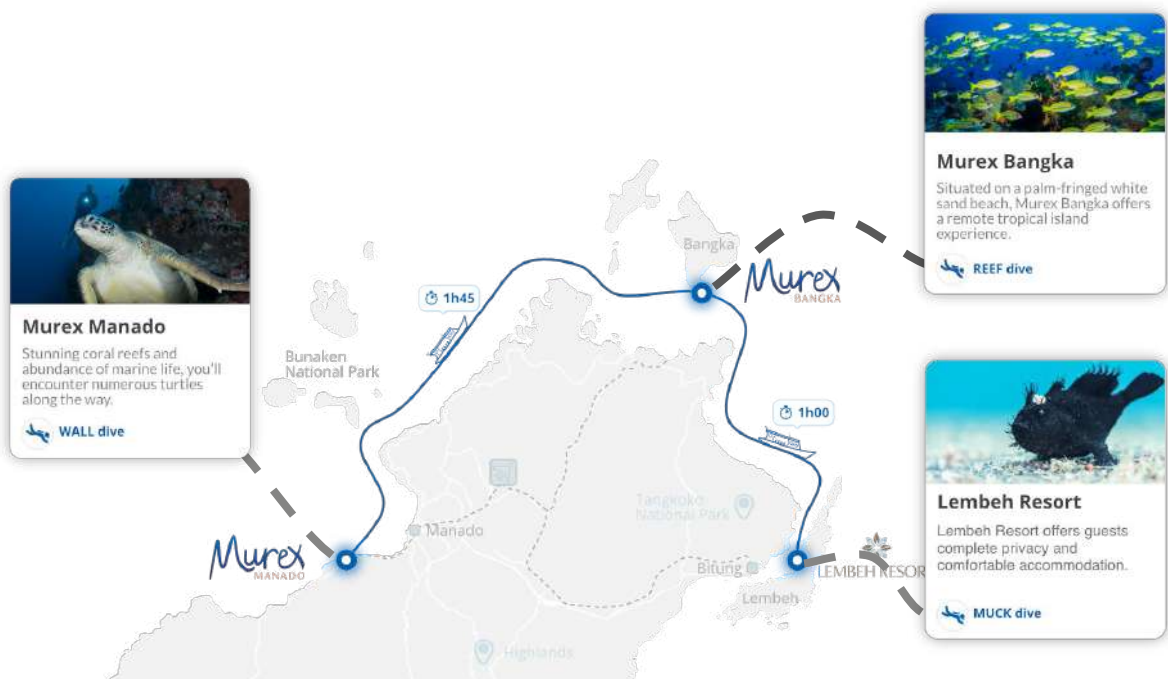 Murex Bangka
Situated on a palm-fringed white
sand beach, Murex Bangka offers
a remote tropical island
experience.
REEF dive
Murex Manado
Stunning coral reefs and
abundance of marine life, you'll
encounter numerous turtles
along the way.
WALL dive
Bangka
Murex
BANGKA
1h45
Bunaken
National Park
1h00
Lembeh Resort
Lembeh Resort offers guests
complete privacy and
comfortable accommodation.
MUCK dive
Tangkoko
National Park
Manado
Murex
MANADO
Bitung
LEMBEH RESOR
Lembeh
Highlands